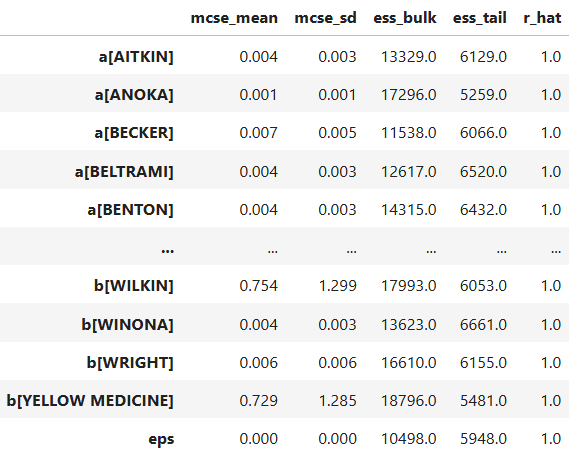 mcse_mean mcse_sd ess_bulk ess_tail r_hat
a[AITKIN] 0.004 0.003 13329.0 6129.0 1.0
a[ANOKA] 0.001 0.001 17296.0 5259.0 1.0
a[BECKER] 0.007 0.005 11538.0 6066.0 1.0
a[BELTRAMI] 0.004 0.003 12617.0 6520.0 1.0
a[BENTON] 0.004 0.003 14315.0 6432.0 1.0
... ... ... ... ... ...
b[WILKIN] 0.754 1.299 17993.0 6053.0 1.0
b[WINONA] 0.004 0.003 13623.0 6661.0 1.0
b[WRIGHT] 0.006 0.006 16610.0 6155.0 1.0
b[YELLOW MEDICINE] 0.729 1.285 18796.0 5481.0 1.0
eps 0.000 0.000 10498.0 5948.0 1.0